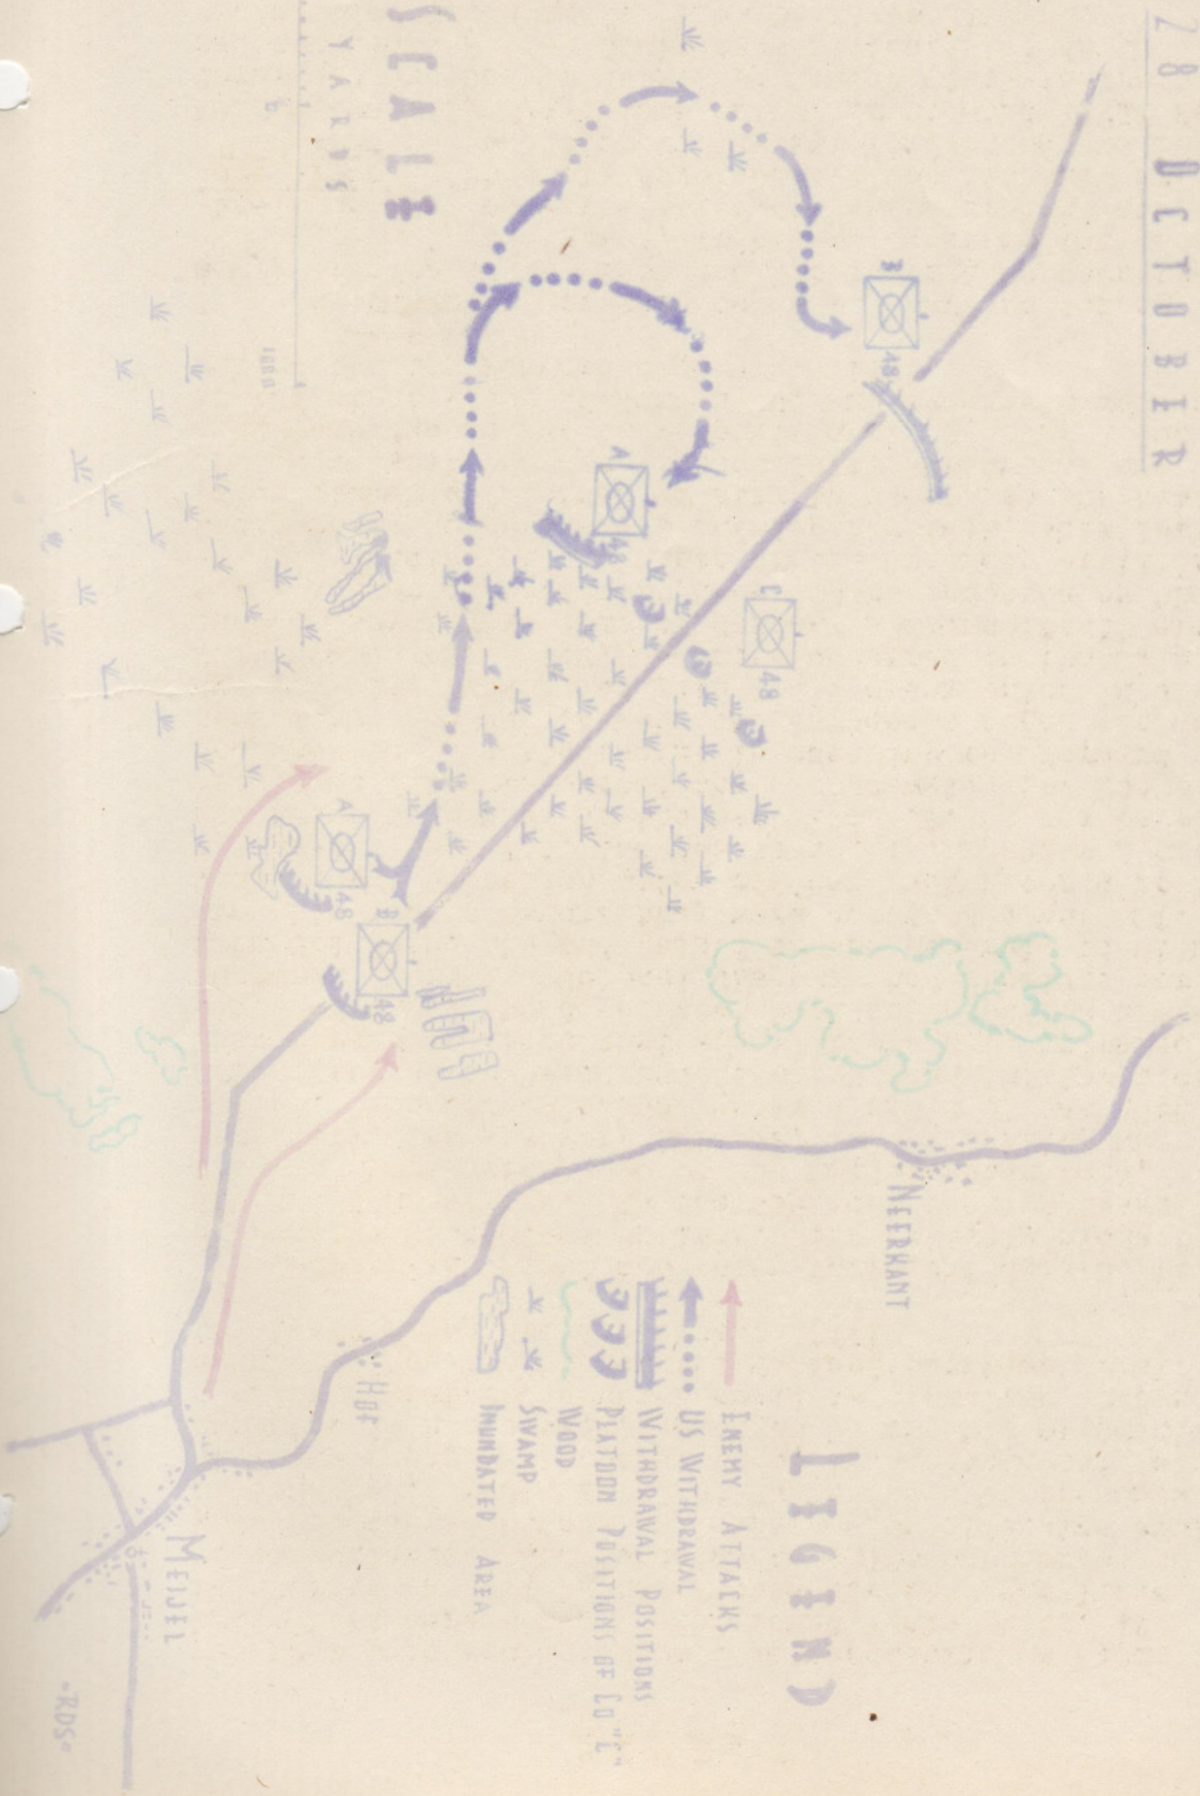 28 OCTOBER
B
48
C
48
A
48
SCALE
YARDS
0
1000
A
48
B
48
NEERKANT
HOF
MEIJEL
LEGEND
ENEMY ATTACKS
US WITHDRAWAL
WITHDRAWAL POSITIONS
PLATOON POSITIONS OF CO "C"
WOOD
SWAMP
INUNDATED AREA
RDS